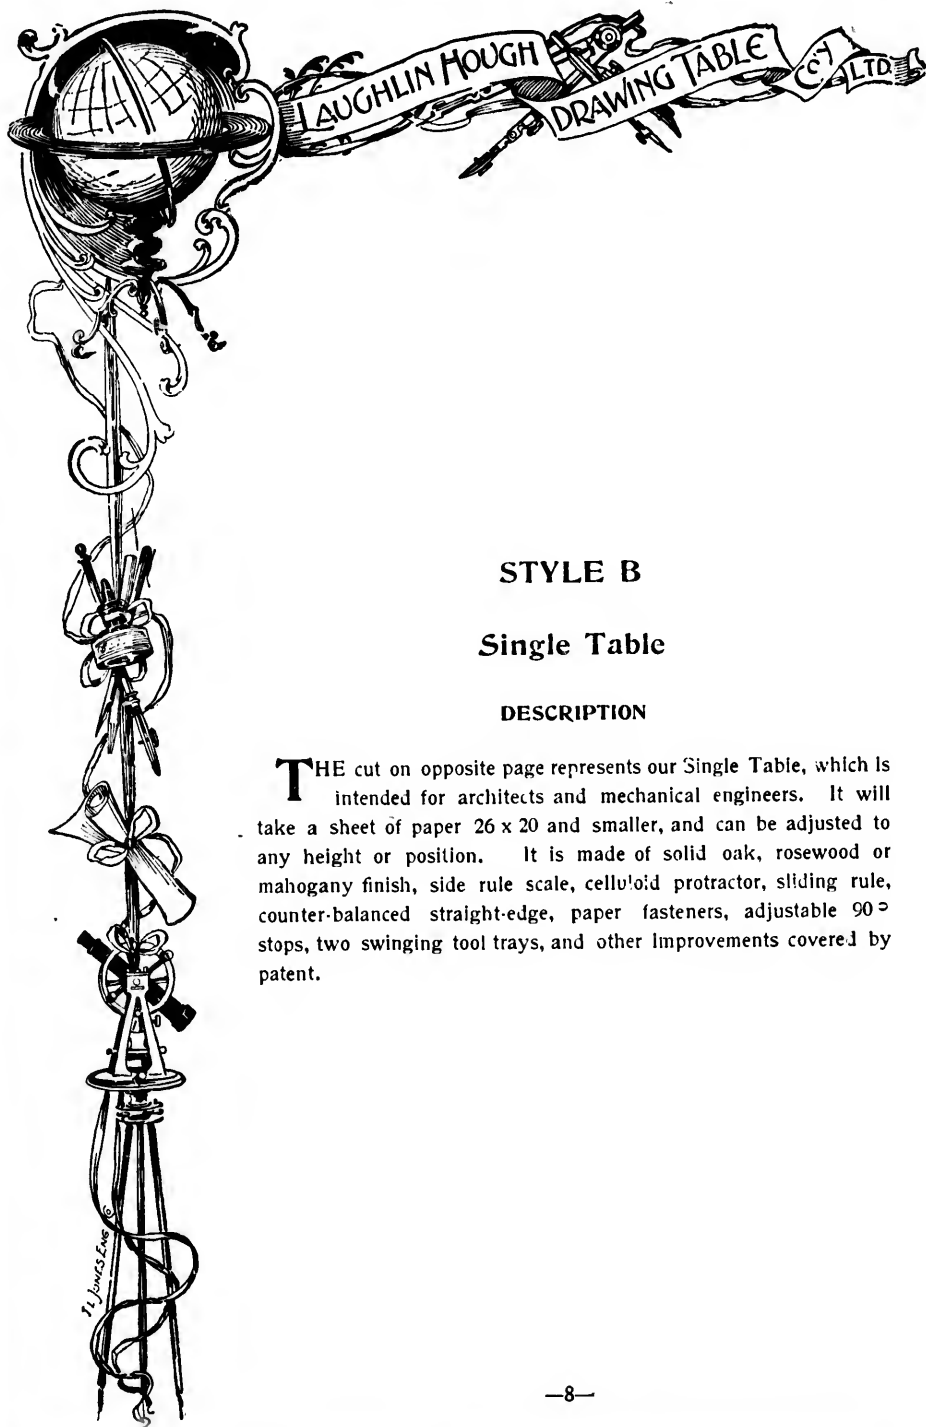 LAUGHLIN HOUGH
DRAWING TABLE
CY LTD.
STYLE B
Single Table
DESCRIPTION
THE cut on opposite page represents our Single Table, which is
intended for architects and mechanical engineers. It will
take a sheet of paper 26 x 20 and smaller, and can be adjusted to
any height or position. It is made of solid oak, rosewood or
mahogany finish, side rule scale, celluloid protractor, sliding rule,
counter-balanced straight-edge, paper fasteners, adjustable 90°
stops, two swinging tool trays, and other improvements covered by
patent.
JL JONES ENG
—8—